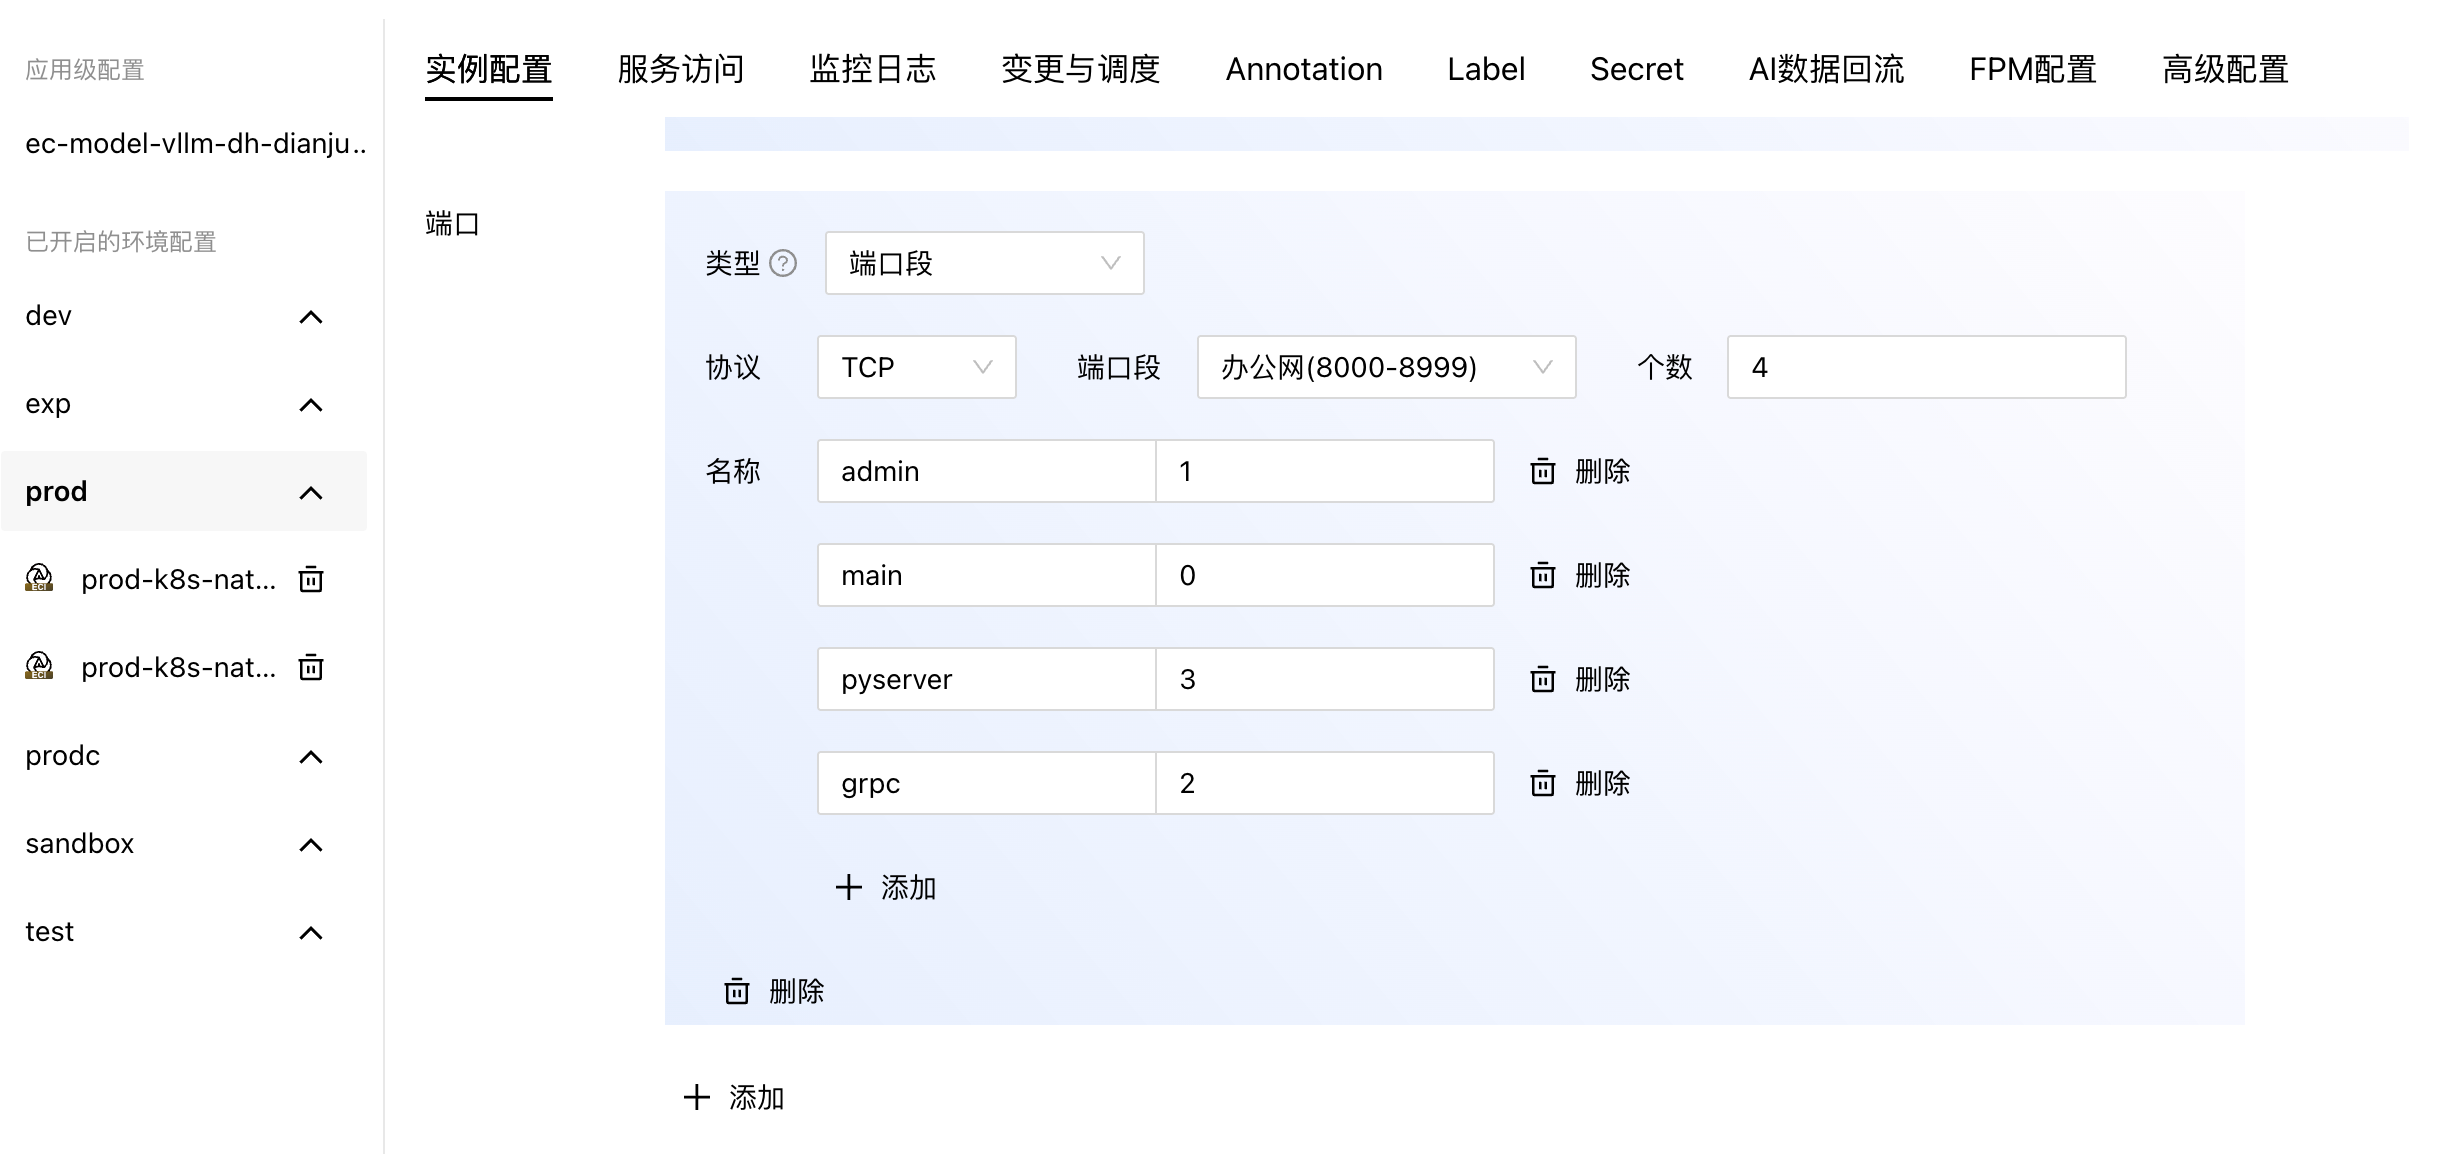 应用级配置
ec-model-vllm-dh-dianju..
已开启的环境配置
dev
exp
prod
ECI prod-k8s-nat...
ECI prod-k8s-nat...
prodc
sandbox
test
实例配置 服务访问 监控日志 变更与调度 Annotation Label Secret AI数据回流 FPM配置 高级配置
端口
类型 ? 端口段
协议 TCP 端口段 办公网(8000-8999) 个数 4
名称 admin 1 删除
main 0 删除
pyserver 3 删除
grpc 2 删除
添加
删除
添加